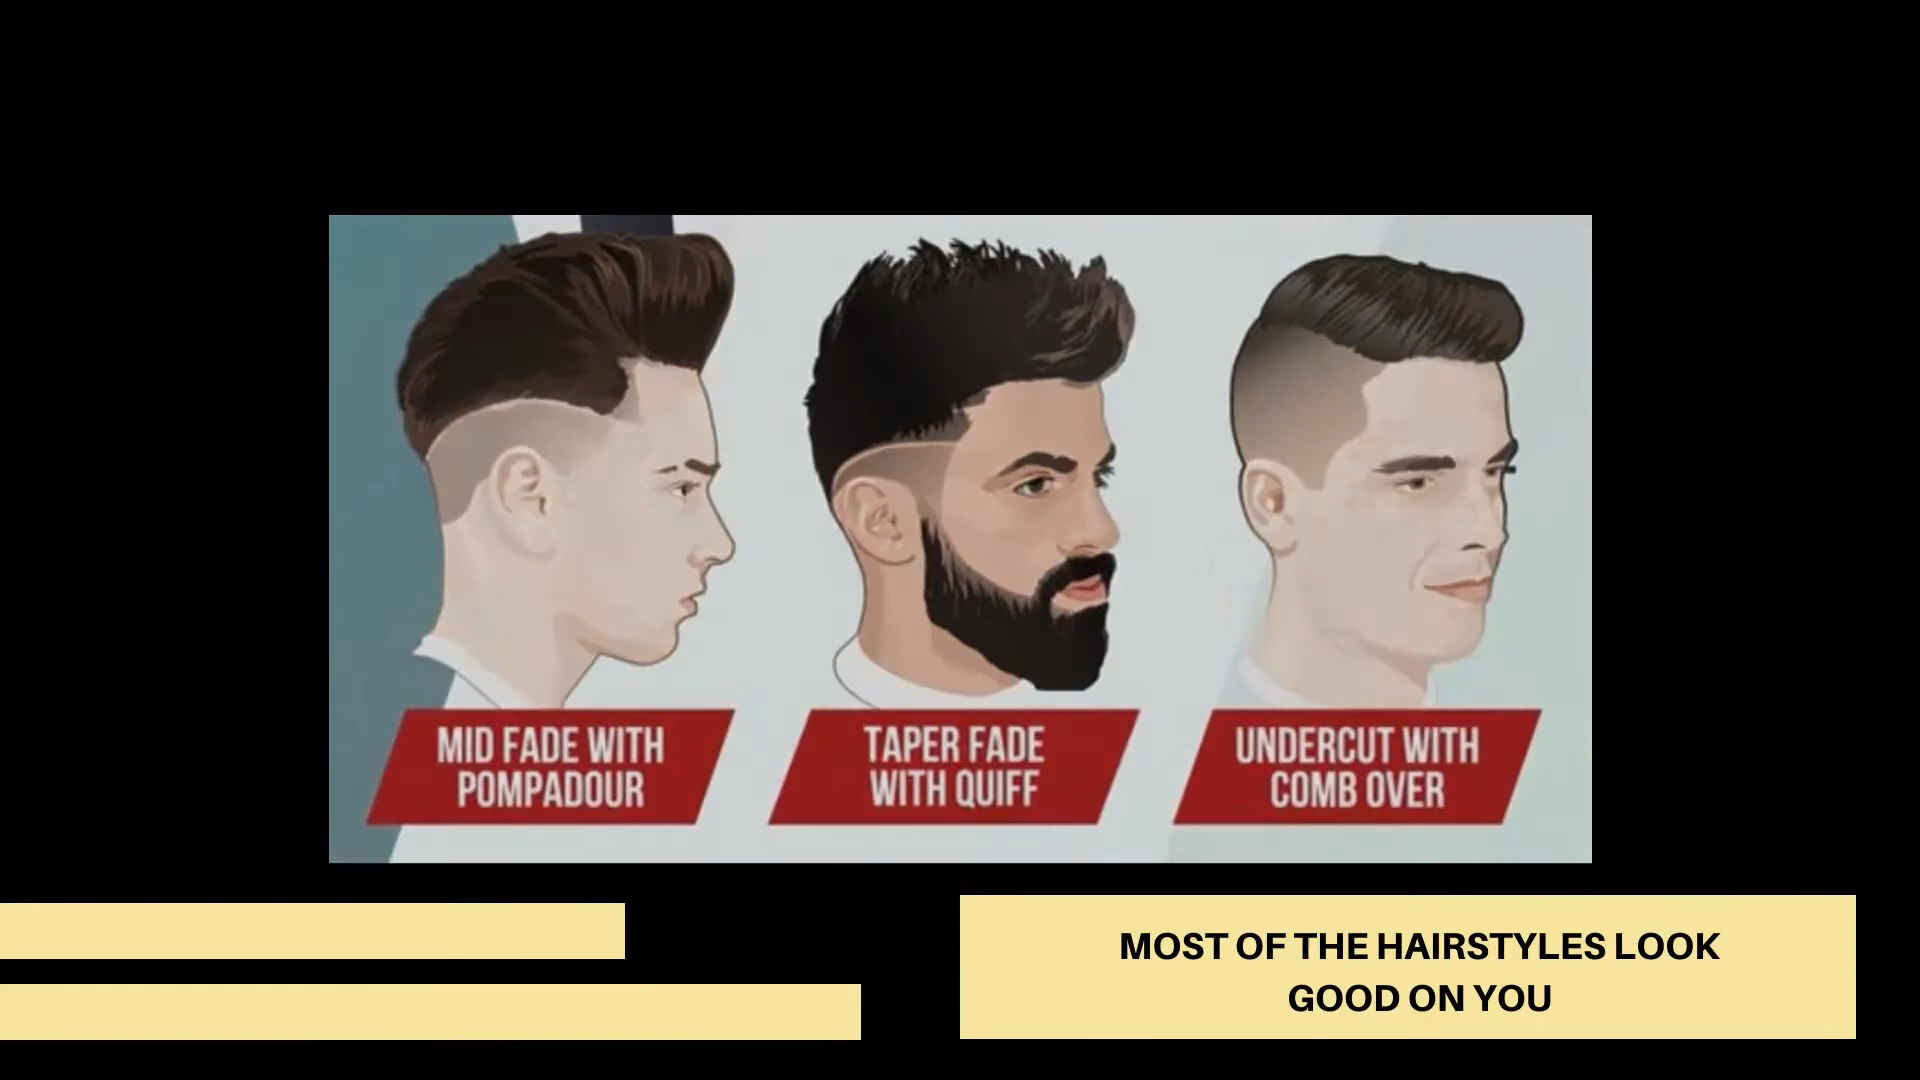 MID FADE WITH
POMPADOUR
TAPER FADE
WITH QUIFF
UNDERCUT WITH
COMB OVER
MOST OF THE HAIRSTYLES LOOK
GOOD ON YOU